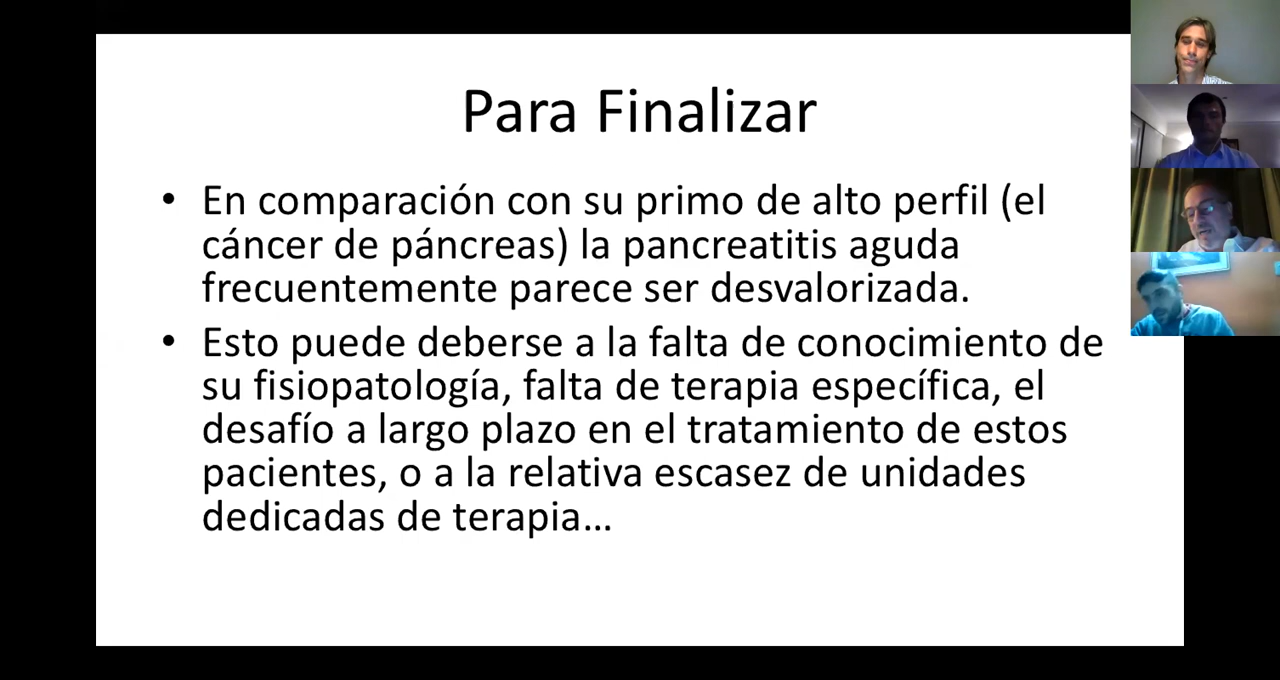 Para Finalizar
• En comparación con su primo de alto perfil (el
cáncer de páncreas) la pancreatitis aguda
frecuentemente parece ser desvalorizada.
• Esto puede deberse a la falta de conocimiento de
su fisiopatología, falta de terapia específica, el
desafío a largo plazo en el tratamiento de estos
pacientes, o a la relativa escasez de unidades
dedicadas de terapia...